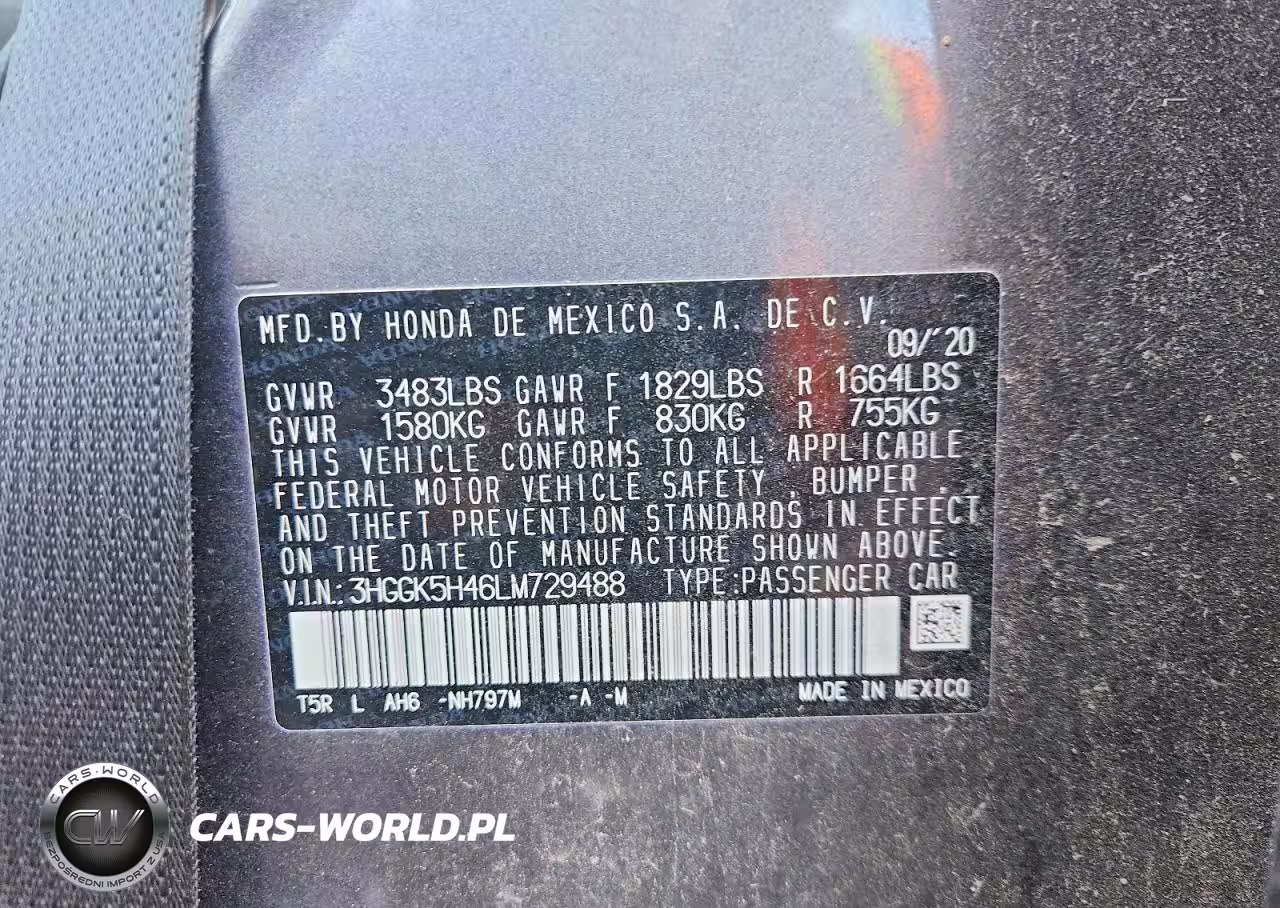 MFD.BY HONDA DE MEXICO S.A. DE C.V.
09/'20
GVWR 3483LBS GAWR F 1829LBS R 1664LBS
GVWR 1580KG GAWR F 830KG R 755KG
THIS VEHICLE CONFORMS TO ALL APPLICABLE
FEDERAL MOTOR VEHICLE SAFETY , BUMPER ,
AND THEFT PREVENTION STANDARDS IN EFFECT
ON THE DATE OF MANUFACTURE SHOWN ABOVE.
V.I.N.: 3HGGK5H46LM729488 TYPE:PASSENGER CAR
T5R L AH6 -NH797M -A -M MADE IN MEXICO
CARS-WORLD
CW
BEZPOŚREDNI IMPORT Z USA
CARS-WORLD.PL